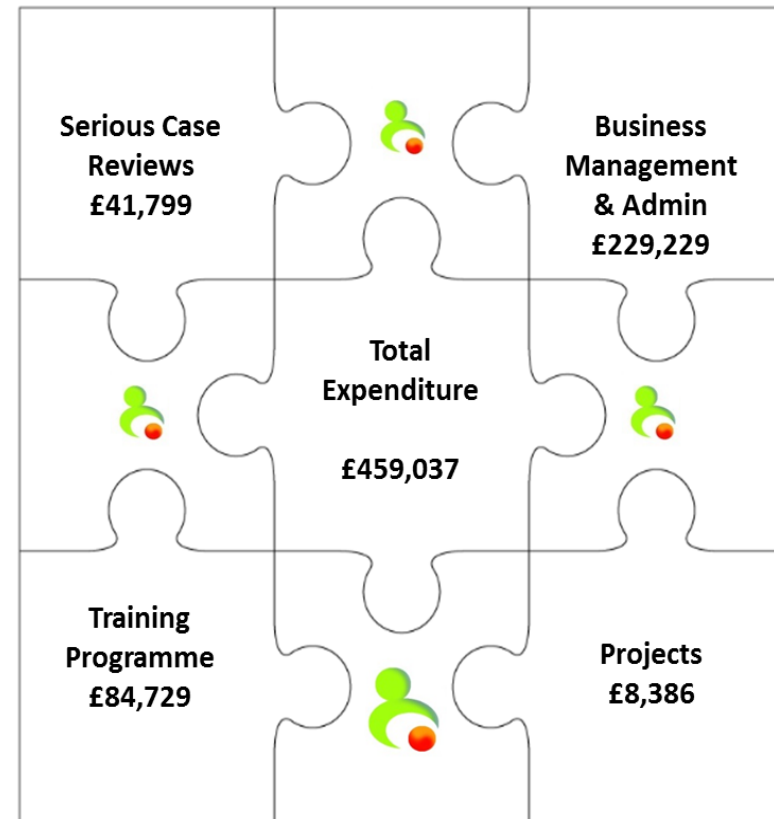 Serious Case
Reviews
£41,799
Business
Management
& Admin
£229,229
Total
Expenditure
£459,037
Training
Programme
£84,729
Projects
£8,386